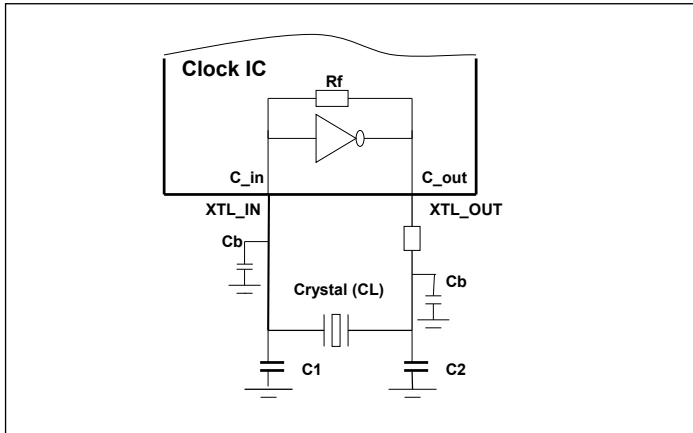 Clock IC
Rf
C_in
C_out
XTL_IN
XTL_OUT
Cb
Cb
Crystal (CL)
C1
C2